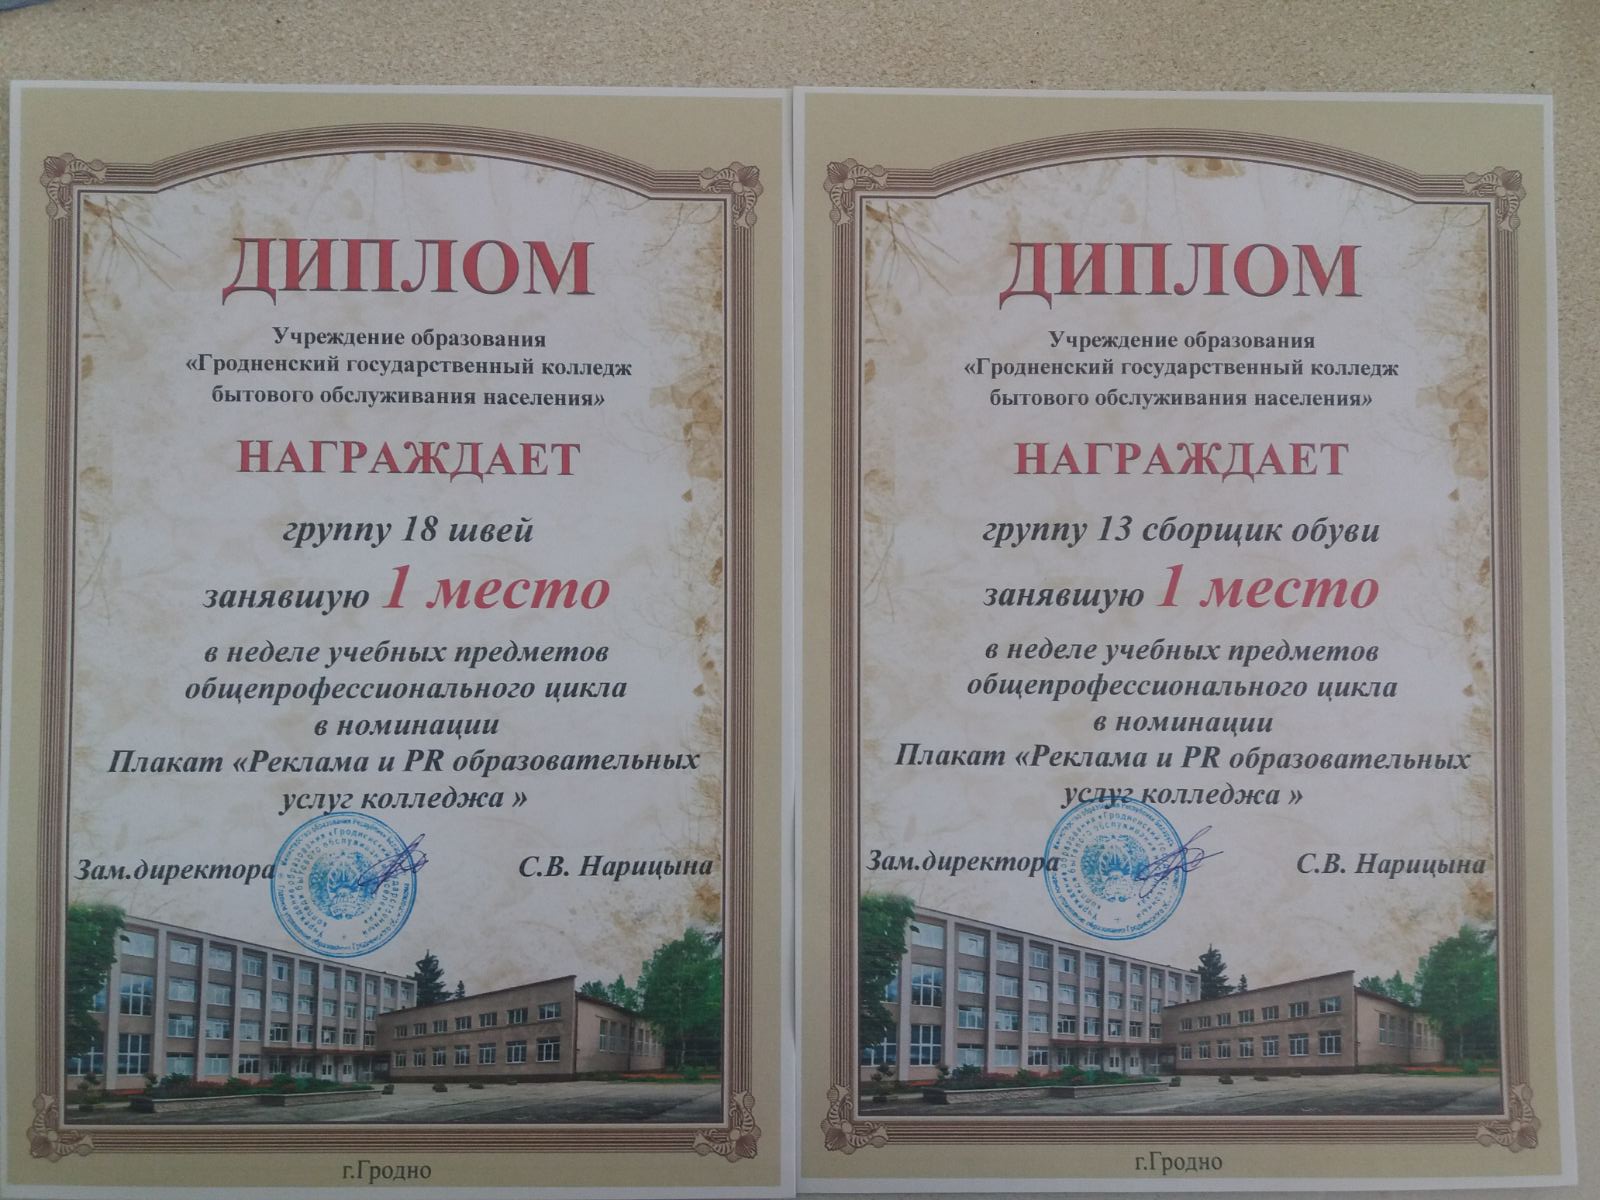 ДИПЛОМ
Учреждение образования
«Гродненский государственный колледж
бытового обслуживания населения»
НАГРАЖДАЕТ
группу 18 швей
занявшую 1 место
в неделе учебных предметов
общепрофессионального цикла
в номинации
Плакат «Реклама и PR образовательных
услуг колледжа »
Зам.директора С.В. Нарицына
г.Гродно
ДИПЛОМ
Учреждение образования
«Гродненский государственный колледж
бытового обслуживания населения»
НАГРАЖДАЕТ
группу 13 сборщик обуви
занявшую 1 место
в неделе учебных предметов
общепрофессионального цикла
в номинации
Плакат «Реклама и PR образовательных
услуг колледжа »
Зам.директора С.В. Нарицына
г.Гродно